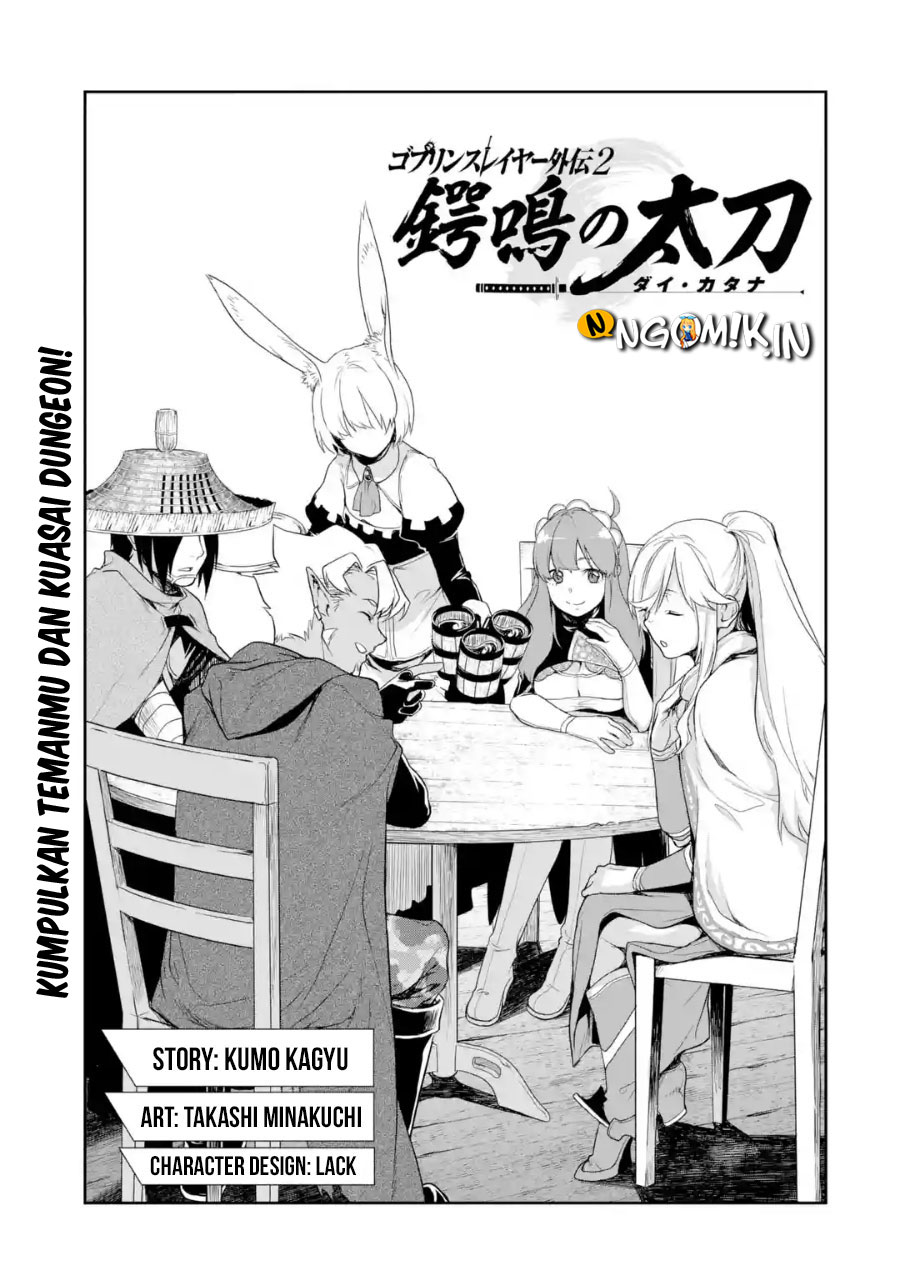 ゴブリンスレイヤー外伝2
鍔鳴の太刀
ダイ・カタナ
N NGOMIK.IN
KUMPULKAN TEMANMU DAN KUASAI DUNGEON!
STORY: KUMO KAGYU
ART: TAKASHI MINAKUCHI
CHARACTER DESIGN: LACK